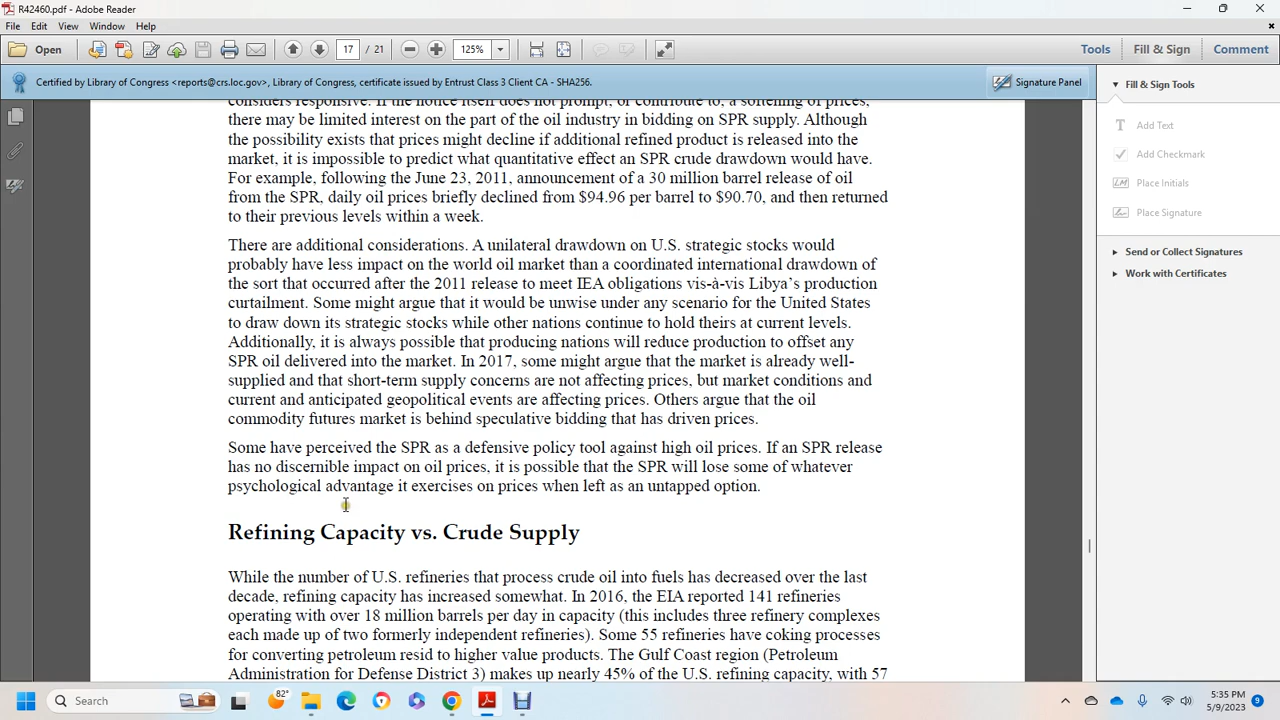 R42460.pdf - Adobe Reader
File Edit View Window Help
Open 17 / 21 125% Tools Fill & Sign Comment
Certified by Library of Congress <reports@crs.loc.gov>, Library of Congress, certificate issued by Entrust Class 3 Client CA - SHA256. Signature Panel
considers responsive. If the notice itself does not prompt, or contribute to, a softening of prices,
there may be limited interest on the part of the oil industry in bidding on SPR supply. Although
the possibility exists that prices might decline if additional refined product is released into the
market, it is impossible to predict what quantitative effect an SPR crude drawdown would have.
For example, following the June 23, 2011, announcement of a 30 million barrel release of oil
from the SPR, daily oil prices briefly declined from $94.96 per barrel to $90.70, and then returned
to their previous levels within a week.
There are additional considerations. A unilateral drawdown on U.S. strategic stocks would
probably have less impact on the world oil market than a coordinated international drawdown of
the sort that occurred after the 2011 release to meet IEA obligations vis-à-vis Libya's production
curtailment. Some might argue that it would be unwise under any scenario for the United States
to draw down its strategic stocks while other nations continue to hold theirs at current levels.
Additionally, it is always possible that producing nations will reduce production to offset any
SPR oil delivered into the market. In 2017, some might argue that the market is already well-
supplied and that short-term supply concerns are not affecting prices, but market conditions and
current and anticipated geopolitical events are affecting prices. Others argue that the oil
commodity futures market is behind speculative bidding that has driven prices.
Some have perceived the SPR as a defensive policy tool against high oil prices. If an SPR release
has no discernible impact on oil prices, it is possible that the SPR will lose some of whatever
psychological advantage it exercises on prices when left as an untapped option.
Refining Capacity vs. Crude Supply
While the number of U.S. refineries that process crude oil into fuels has decreased over the last
decade, refining capacity has increased somewhat. In 2016, the EIA reported 141 refineries
operating with over 18 million barrels per day in capacity (this includes three refinery complexes
each made up of two formerly independent refineries). Some 55 refineries have coking processes
for converting petroleum resid to higher value products. The Gulf Coast region (Petroleum
Administration for Defense District 3) makes up nearly 45% of the U.S. refining capacity, with 57
Fill & Sign Tools
Add Text
Add Checkmark
Place Initials
Place Signature
Send or Collect Signatures
Work with Certificates
Search
82°
5:35 PM
5/9/2023
9